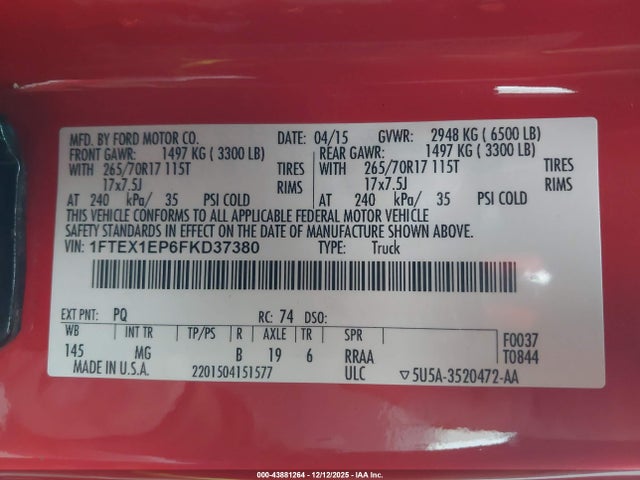 MFD. BY FORD MOTOR CO. DATE: 04/15 GVWR: 2948 KG ( 6500 LB)
FRONT GAWR: 1497 KG ( 3300 LB) REAR GAWR: 1497 KG ( 3300 LB)
WITH 265/70R17 115T TIRES WITH 265/70R17 115T TIRES
17x7.5J RIMS 17x7.5J RIMS
AT 240 kPa/ 35 PSI COLD AT 240 kPa/ 35 PSI COLD
THIS VEHICLE CONFORMS TO ALL APPLICABLE FEDERAL MOTOR VEHICLE
SAFETY STANDARDS IN EFFECT ON THE DATE OF MANUFACTURE SHOWN ABOVE.
VIN: 1FTEX1EP6FKD37380 TYPE: Truck
EXT PNT: PQ RC: 74 DSO:
WB INT TR TP/PS R AXLE TR SPR F0037
145 MG B 19 6 RRAA T0844
MADE IN U.S.A. 2201504151577 ULC ▽5U5A-3520472-AA
000-43881264 - 12/12/2025 - IAA Inc.